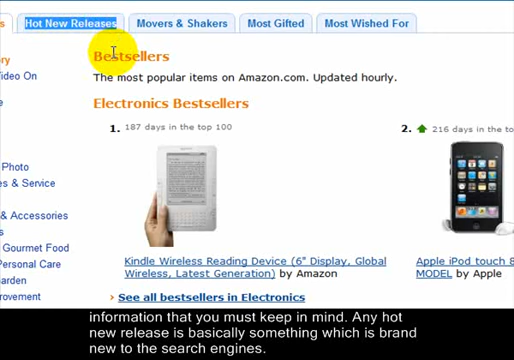 s Hot New Releases Movers & Shakers Most Gifted Most Wished For
Bestsellers
The most popular items on Amazon.com. Updated hourly.
Electronics Bestsellers
1. 187 days in the top 100
2. 216 days in the to
Kindle Wireless Reading Device (6" Display, Global
Wireless, Latest Generation) by Amazon
Apple iPod touch 8
MODEL) by Apple
› See all bestsellers in Electronics
ry
ideo On
e
Photo
es & Service
& Accessories
Gourmet Food
ersonal Care
arden
rovement
information that you must keep in mind. Any hot
new release is basically something which is brand
new to the search engines.